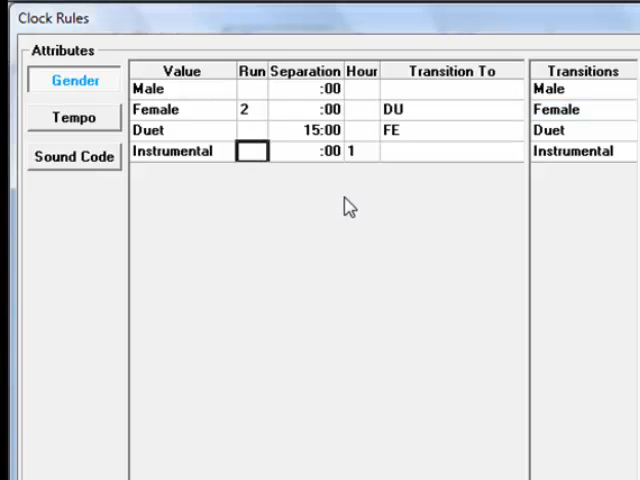 Clock Rules
Attributes
Gender
Tempo
Sound Code
Value Run Separation Hour Transition To
Male :00
Female 2 :00 DU
Duet 15:00 FE
Instrumental :00 1
Transitions
Male
Female
Duet
Instrumental